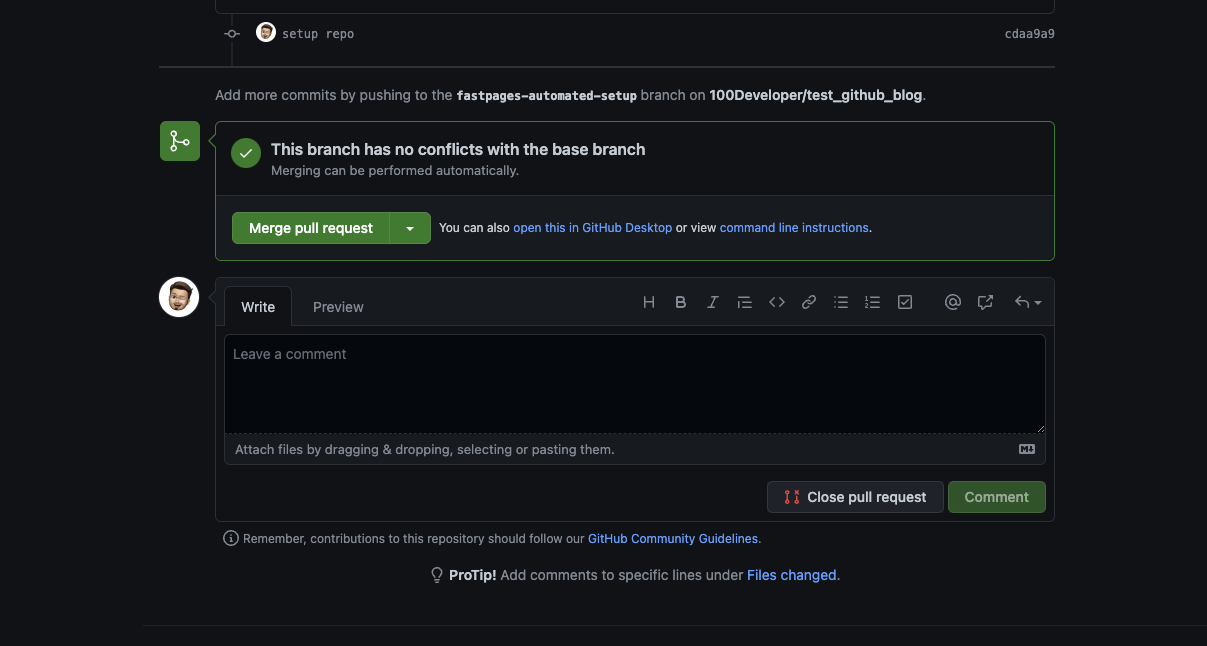 setup repo cdaa9a9
Add more commits by pushing to the fastpages-automated-setup branch on 100Developer/test_github_blog.
This branch has no conflicts with the base branch
Merging can be performed automatically.
Merge pull request You can also open this in GitHub Desktop or view command line instructions.
Write Preview
Leave a comment
Attach files by dragging & dropping, selecting or pasting them.
Close pull request Comment
Remember, contributions to this repository should follow our GitHub Community Guidelines.
ProTip! Add comments to specific lines under Files changed.